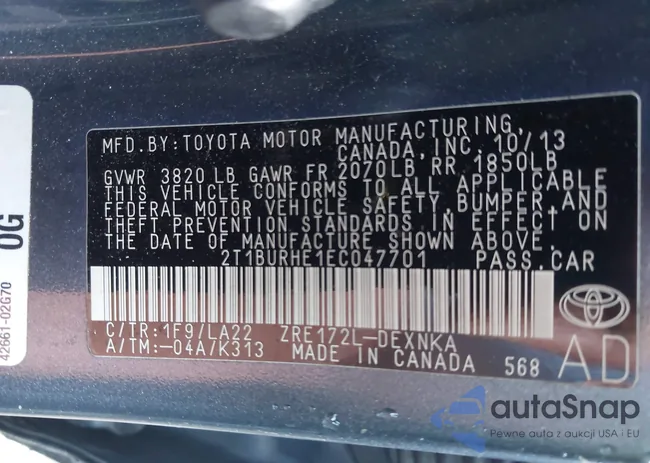 MFD.BY:TOYOTA MOTOR MANUFACTURING,
CANADA, INC. 10/13
GVWR 3820 LB GAWR FR 2070LB RR 1850LB
THIS VEHICLE CONFORMS TO ALL APPLICABLE
FEDERAL MOTOR VEHICLE SAFETY, BUMPER, AND
THEFT PREVENTION STANDARDS IN EFFECT ON
THE DATE OF MANUFACTURE SHOWN ABOVE.
2T1BURHE1EC047701 PASS.CAR
C/TR:1F9/LA22 ZRE172L-DEXNKA
A/TM:-04A/K313 MADE IN CANADA 568
AD
0G
42661-02G70
autaSnap
Pewne auta z aukcji USA i EU